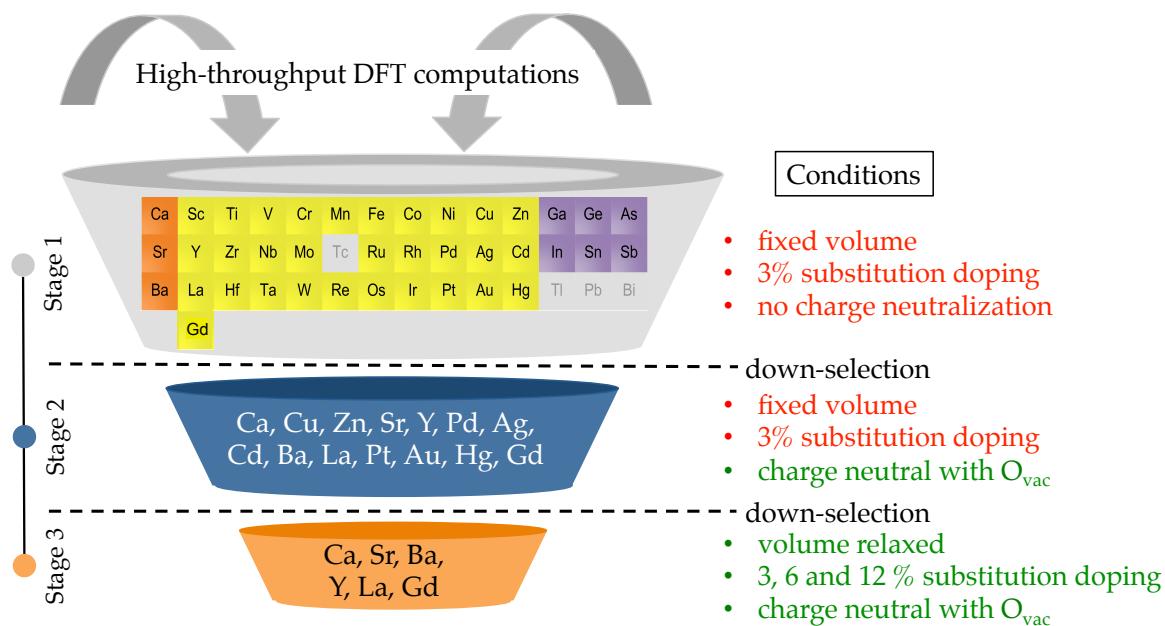 High-throughput DFT computations
Conditions
Stage 1
Ca Sc Ti V Cr Mn Fe Co Ni Cu Zn Ga Ge As
Sr Y Zr Nb Mo Tc Ru Rh Pd Ag Cd In Sn Sb
Ba La Hf Ta W Re Os Ir Pt Au Hg Tl Pb Bi
Gd
• fixed volume
• 3% substitution doping
• no charge neutralization
down-selection
Stage 2
Ca, Cu, Zn, Sr, Y, Pd, Ag,
Cd, Ba, La, Pt, Au, Hg, Gd
• fixed volume
• 3% substitution doping
• charge neutral with Ovac
down-selection
Stage 3
Ca, Sr, Ba,
Y, La, Gd
• volume relaxed
• 3, 6 and 12 % substitution doping
• charge neutral with Ovac